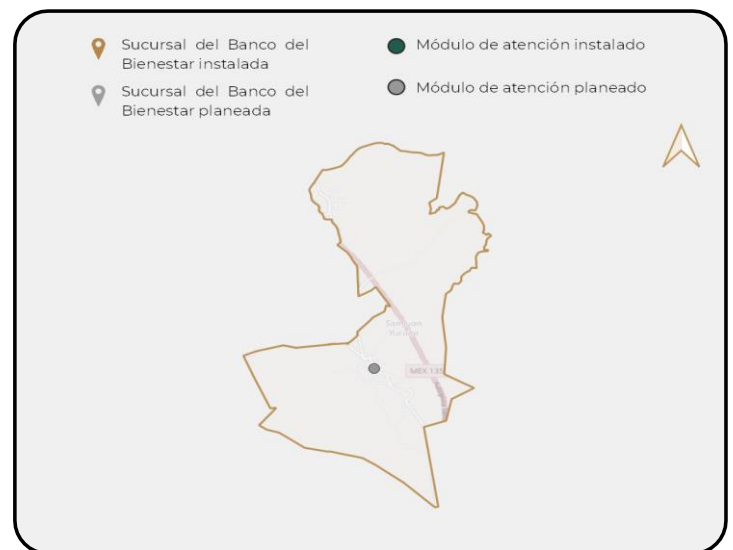 Sucursal del Banco del
Bienestar instalada
Sucursal del Banco del
Bienestar planeada
Módulo de atención instalado
Módulo de atención planeado
MEX 135